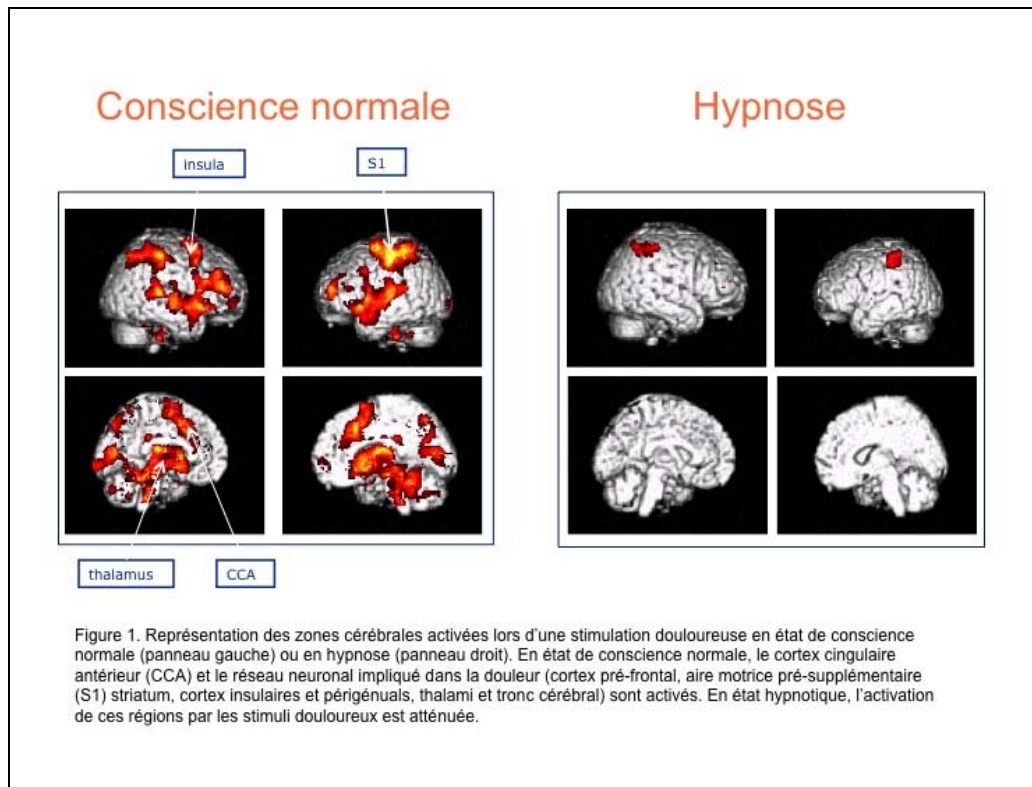 Conscience normale
Hypnose
insula
S1
thalamus
CCA
Figure 1. Représentation des zones cérébrales activées lors d'une stimulation douloureuse en état de conscience
normale (panneau gauche) ou en hypnose (panneau droit). En état de conscience normale, le cortex cingulaire
antérieur (CCA) et le réseau neuronal impliqué dans la douleur (cortex pré-frontal, aire motrice pré-supplémentaire
(S1) striatum, cortex insulaires et périgénuals, thalami et tronc cérébral) sont activés. En état hypnotique, l'activation
de ces régions par les stimuli douloureux est atténuée.